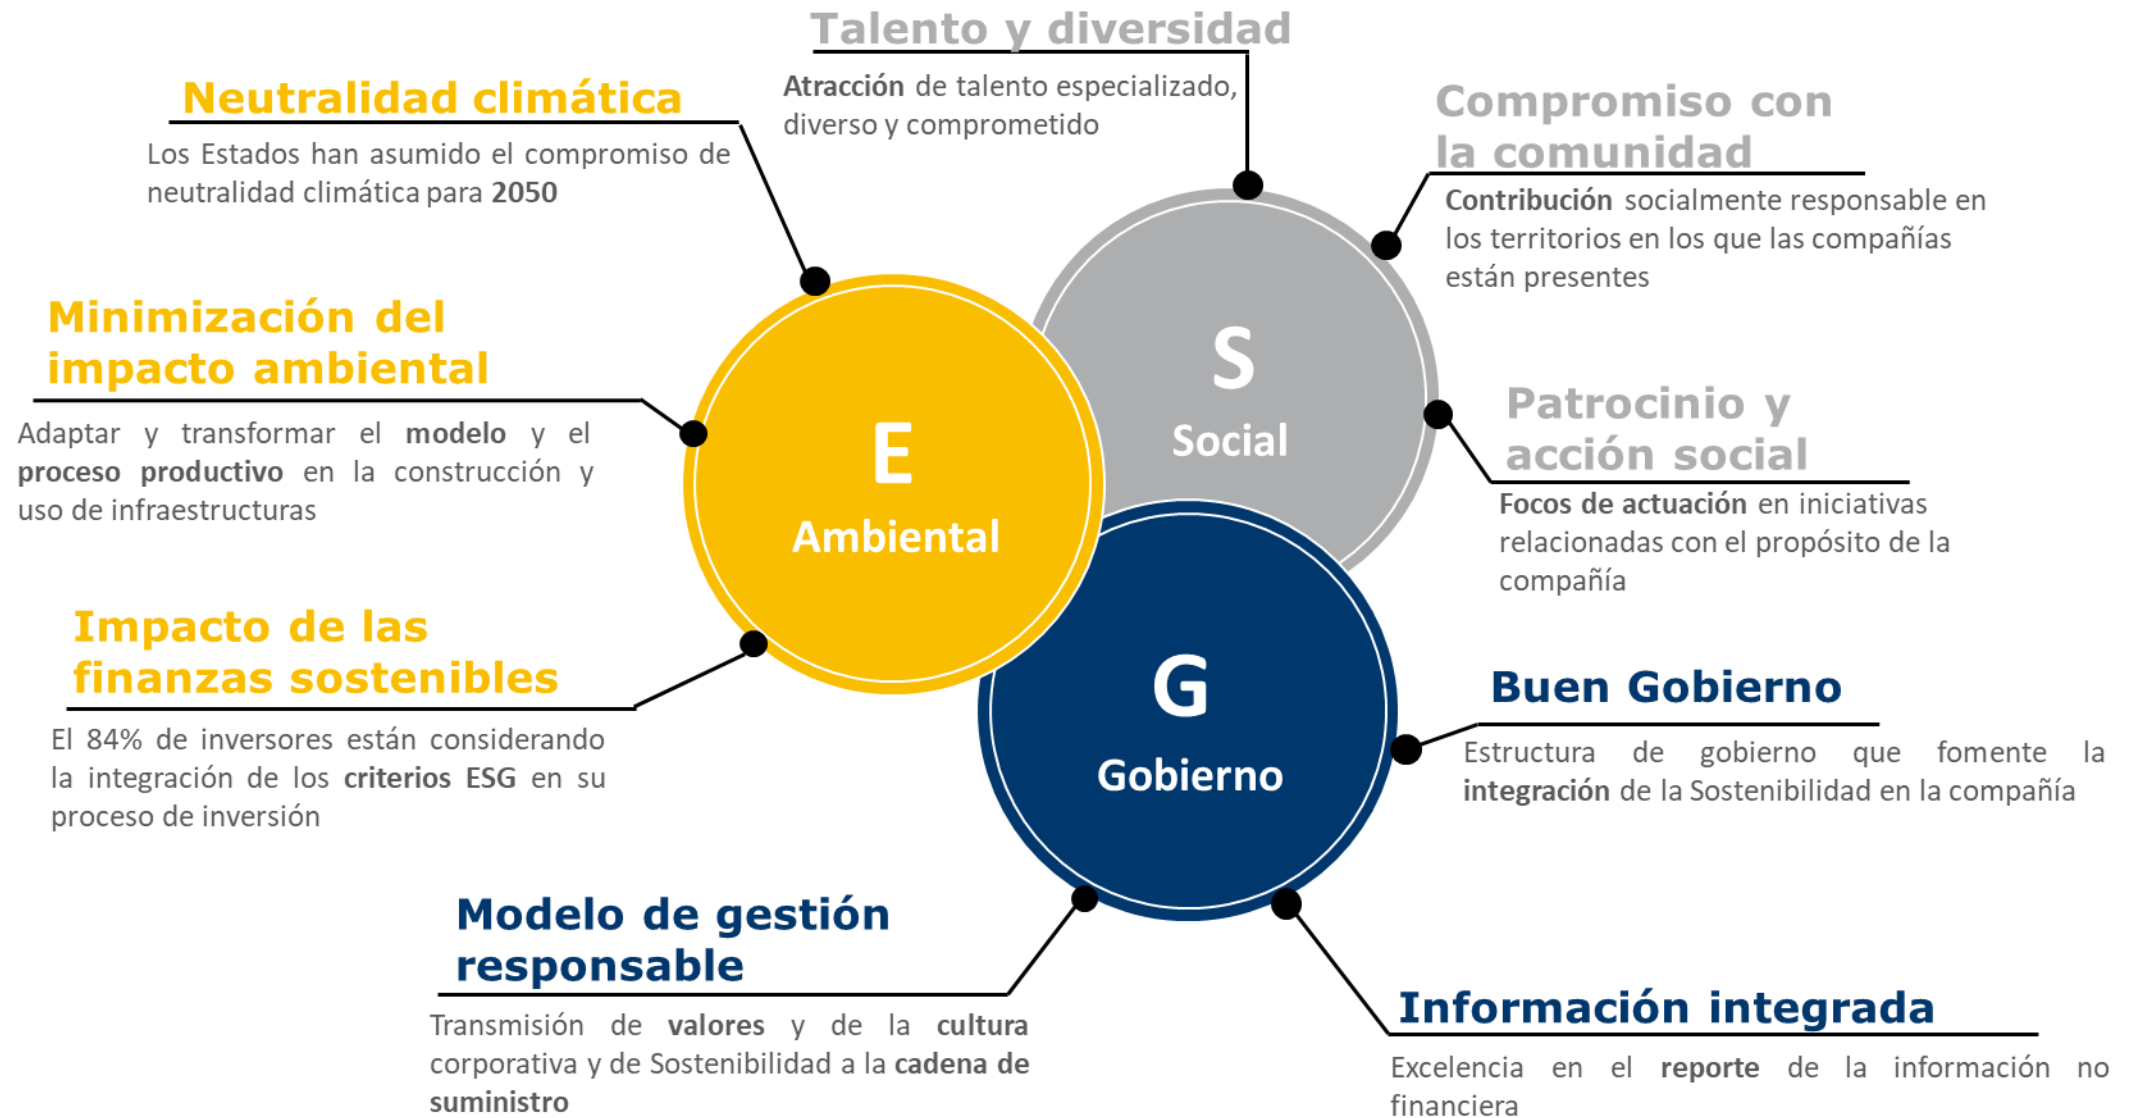 Talento y diversidad
Atracción de talento especializado,
diverso y comprometido
Neutralidad climática
Los Estados han asumido el compromiso de
neutralidad climática para 2050
Compromiso con
la comunidad
Contribución socialmente responsable en
los territorios en los que las compañías
están presentes
Minimización del
impacto ambiental
Adaptar y transformar el modelo y el
proceso productivo en la construcción y
uso de infraestructuras
S
Social
E
Ambiental
Patrocinio y
acción social
Focos de actuación en iniciativas
relacionadas con el propósito de la
compañía
Impacto de las
finanzas sostenibles
El 84% de inversores están considerando
la integración de los criterios ESG en su
proceso de inversión
G
Gobierno
Buen Gobierno
Estructura de gobierno que fomente la
integración de la Sostenibilidad en la compañía
Modelo de gestión
responsable
Transmisión de valores y de la cultura
corporativa y de Sostenibilidad a la cadena de
suministro
Información integrada
Excelencia en el reporte de la información no
financiera